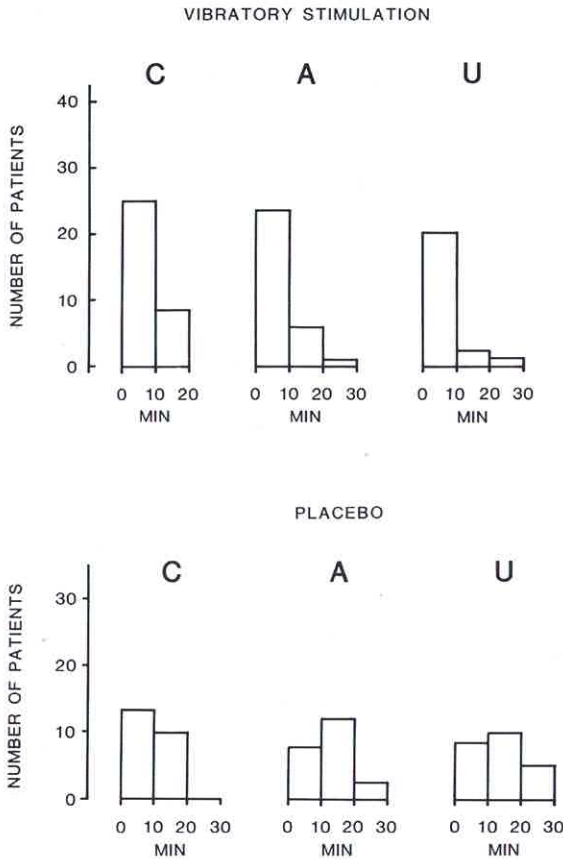 VIBRATORY STIMULATION
C A U
NUMBER OF PATIENTS
40
30
20
10
0
0 10 20 0 10 20 30 0 10 20 30
MIN MIN MIN
PLACEBO
C A U
NUMBER OF PATIENTS
30
20
10
0
0 10 20 30 0 10 20 30 0 10 20 30
MIN MIN MIN